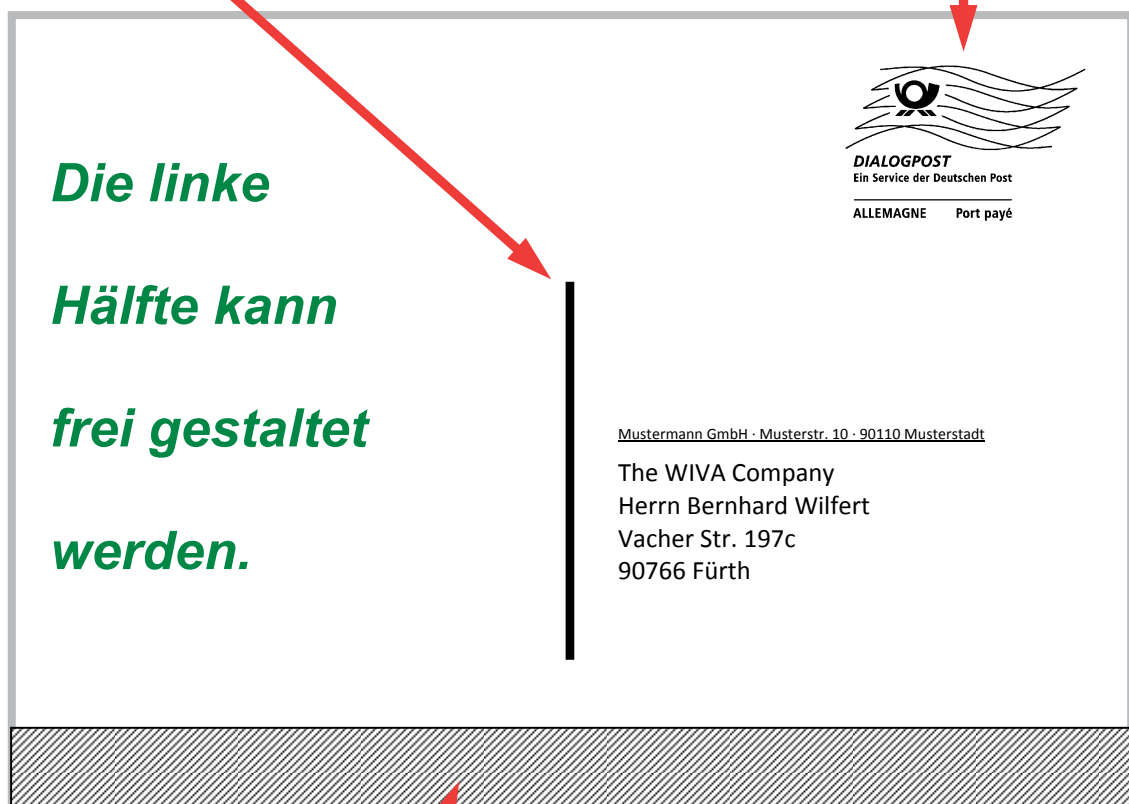 Die linke
Hälfte kann
frei gestaltet
werden.
DIALOGPOST
Ein Service der Deutschen Post
ALLEMAGNE Port payé
Mustermann GmbH · Musterstr. 10 · 90110 Musterstadt
The WIVA Company
Herrn Bernhard Wilfert
Vacher Str. 197c
90766 Fürth